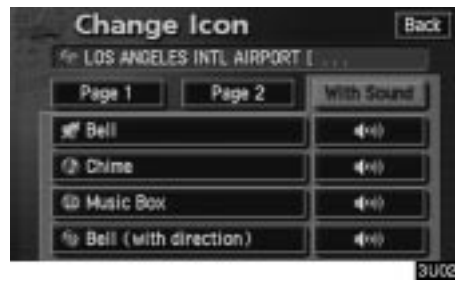 Change Icon Back
LOS ANGELES INTL AIRPORT [ ...
Page 1 Page 2 With Sound
Bell
Chime
Music Box
Bell (with direction)
3U02